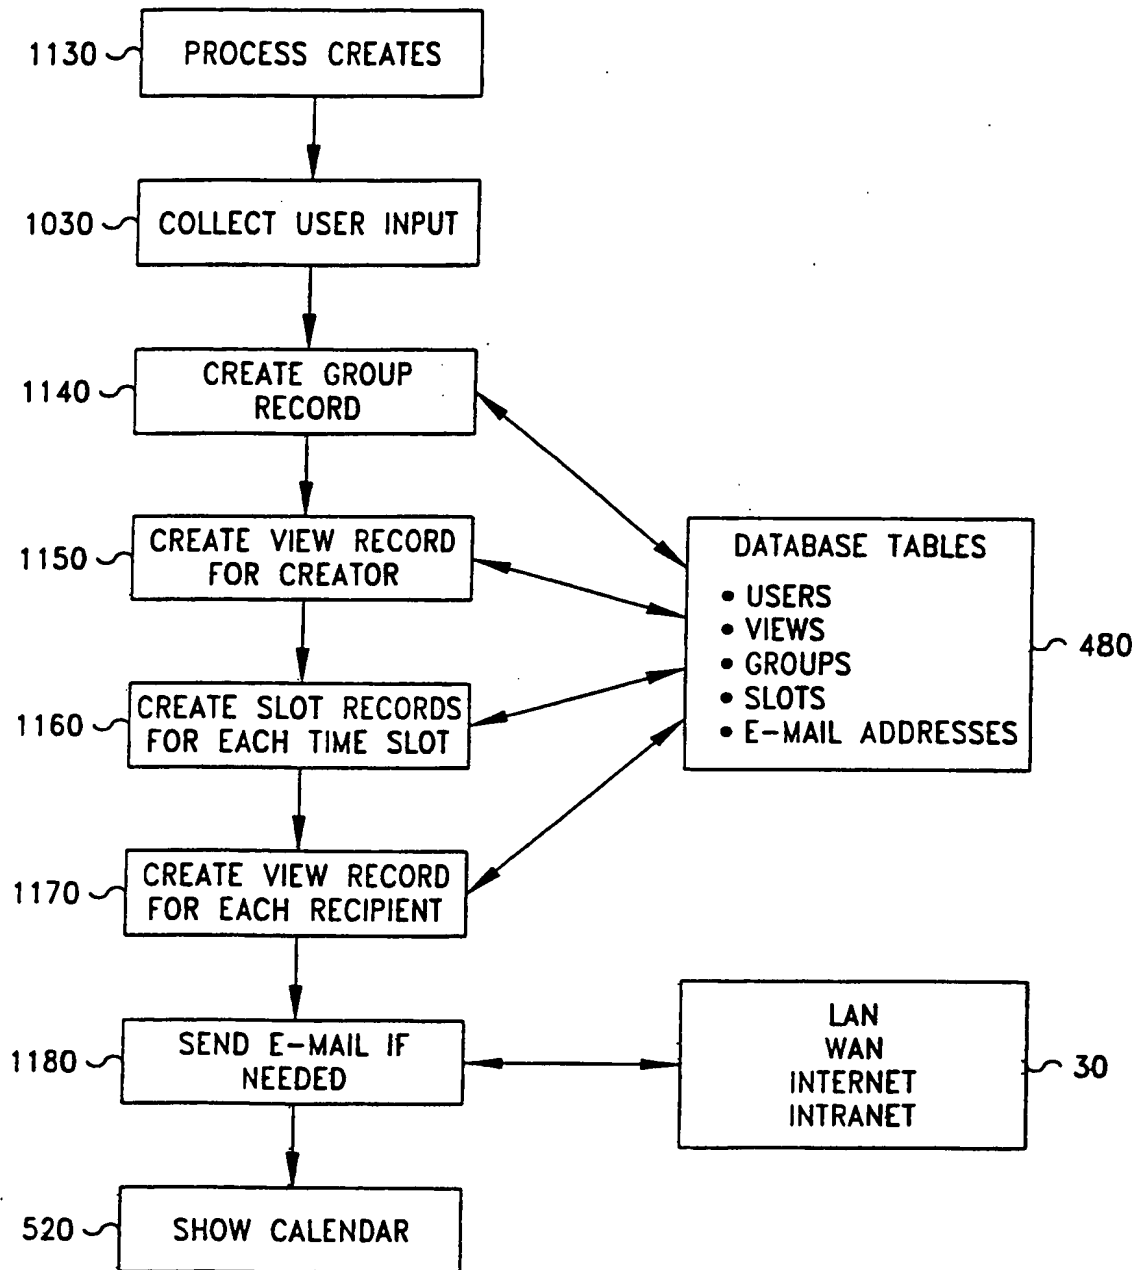 1130
PROCESS CREATES
1030
COLLECT USER INPUT
1140
CREATE GROUP
RECORD
1150
CREATE VIEW RECORD
FOR CREATOR
DATABASE TABLES
• USERS
• VIEWS
• GROUPS
• SLOTS
• E-MAIL ADDRESSES
480
1160
CREATE SLOT RECORDS
FOR EACH TIME SLOT
1170
CREATE VIEW RECORD
FOR EACH RECIPIENT
1180
SEND E-MAIL IF
NEEDED
LAN
WAN
INTERNET
INTRANET
30
520
SHOW CALENDAR